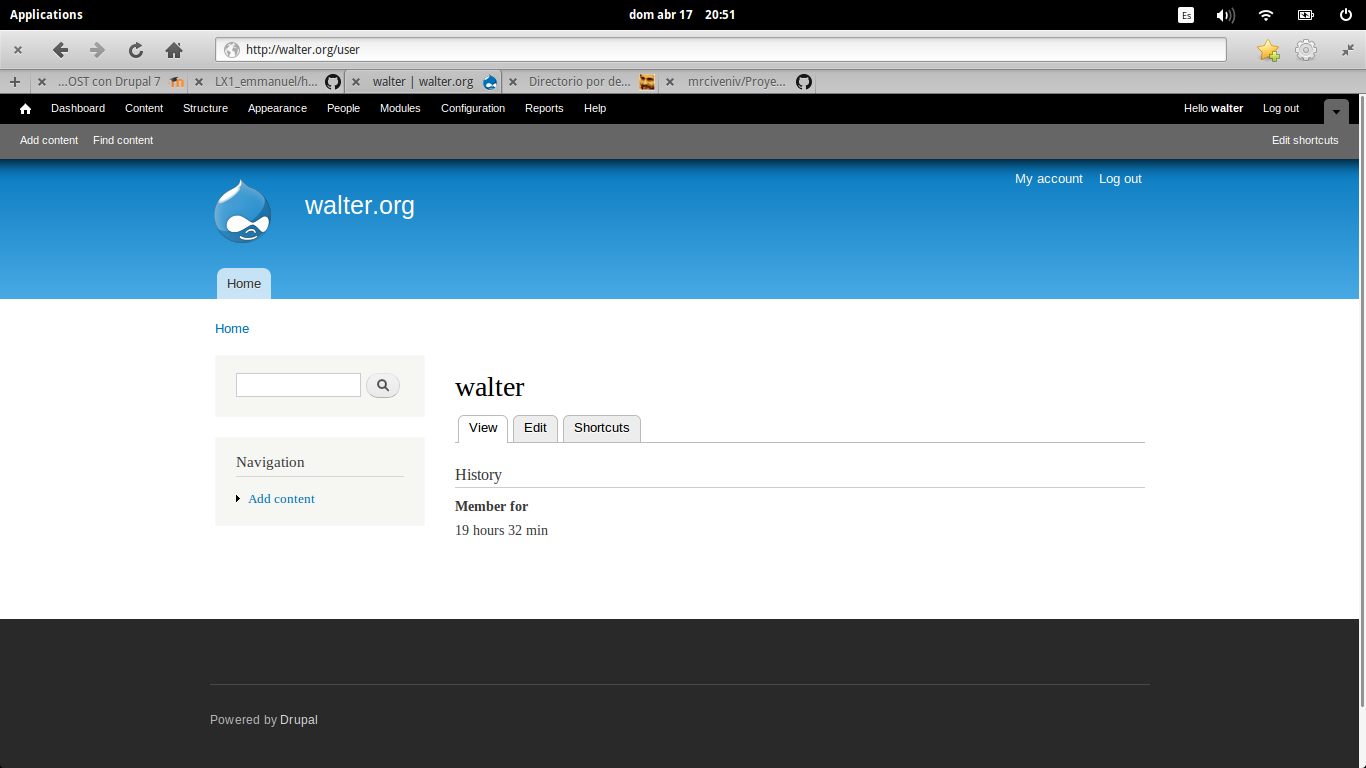 Applications dom abr 17 20:51 Es
http://walter.org/user
...OST con Drupal 7 LX1_emmanuel/h... walter | walter.org Directorio por de... mrciveniv/Proye...
Dashboard Content Structure Appearance People Modules Configuration Reports Help Hello walter Log out
Add content Find content Edit shortcuts
My account Log out
walter.org
Home
Home
walter
View Edit Shortcuts
Navigation
Add content
History
Member for
19 hours 32 min
Powered by Drupal